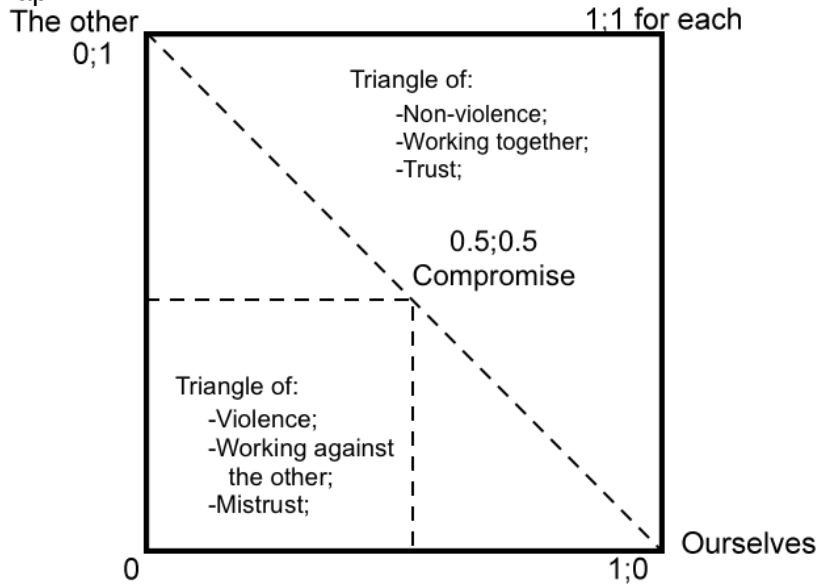 The other
1;1 for each
0;1
Triangle of:
-Non-violence;
-Working together;
-Trust;
0.5;0.5
Compromise
Triangle of:
-Violence;
-Working against
the other;
-Mistrust;
Ourselves
0
1;0